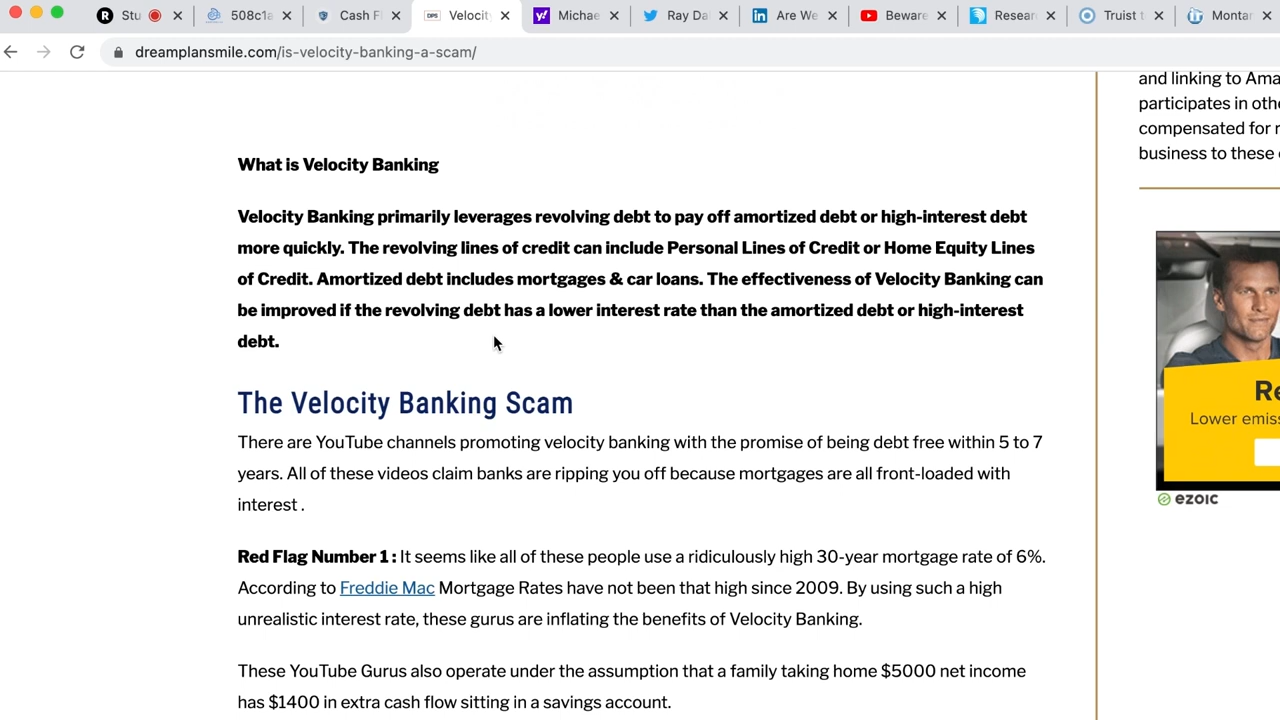 Stu
508c1a
Cash F
DPS
Velocity
Michae
Ray Da
Are We
Beware
Resear
Truist t
Montar
dreamplansmile.com/is-velocity-banking-a-scam/
What is Velocity Banking
Velocity Banking primarily leverages revolving debt to pay off amortized debt or high-interest debt
more quickly. The revolving lines of credit can include Personal Lines of Credit or Home Equity Lines
of Credit. Amortized debt includes mortgages & car loans. The effectiveness of Velocity Banking can
be improved if the revolving debt has a lower interest rate than the amortized debt or high-interest
debt.
The Velocity Banking Scam
There are YouTube channels promoting velocity banking with the promise of being debt free within 5 to 7
years. All of these videos claim banks are ripping you off because mortgages are all front-loaded with
interest .
Red Flag Number 1 : It seems like all of these people use a ridiculously high 30-year mortgage rate of 6%.
According to Freddie Mac Mortgage Rates have not been that high since 2009. By using such a high
unrealistic interest rate, these gurus are inflating the benefits of Velocity Banking.
These YouTube Gurus also operate under the assumption that a family taking home $5000 net income
has $1400 in extra cash flow sitting in a savings account.
and linking to Ama
participates in othe
compensated for r
business to these
Re
Lower emiss
ezoic